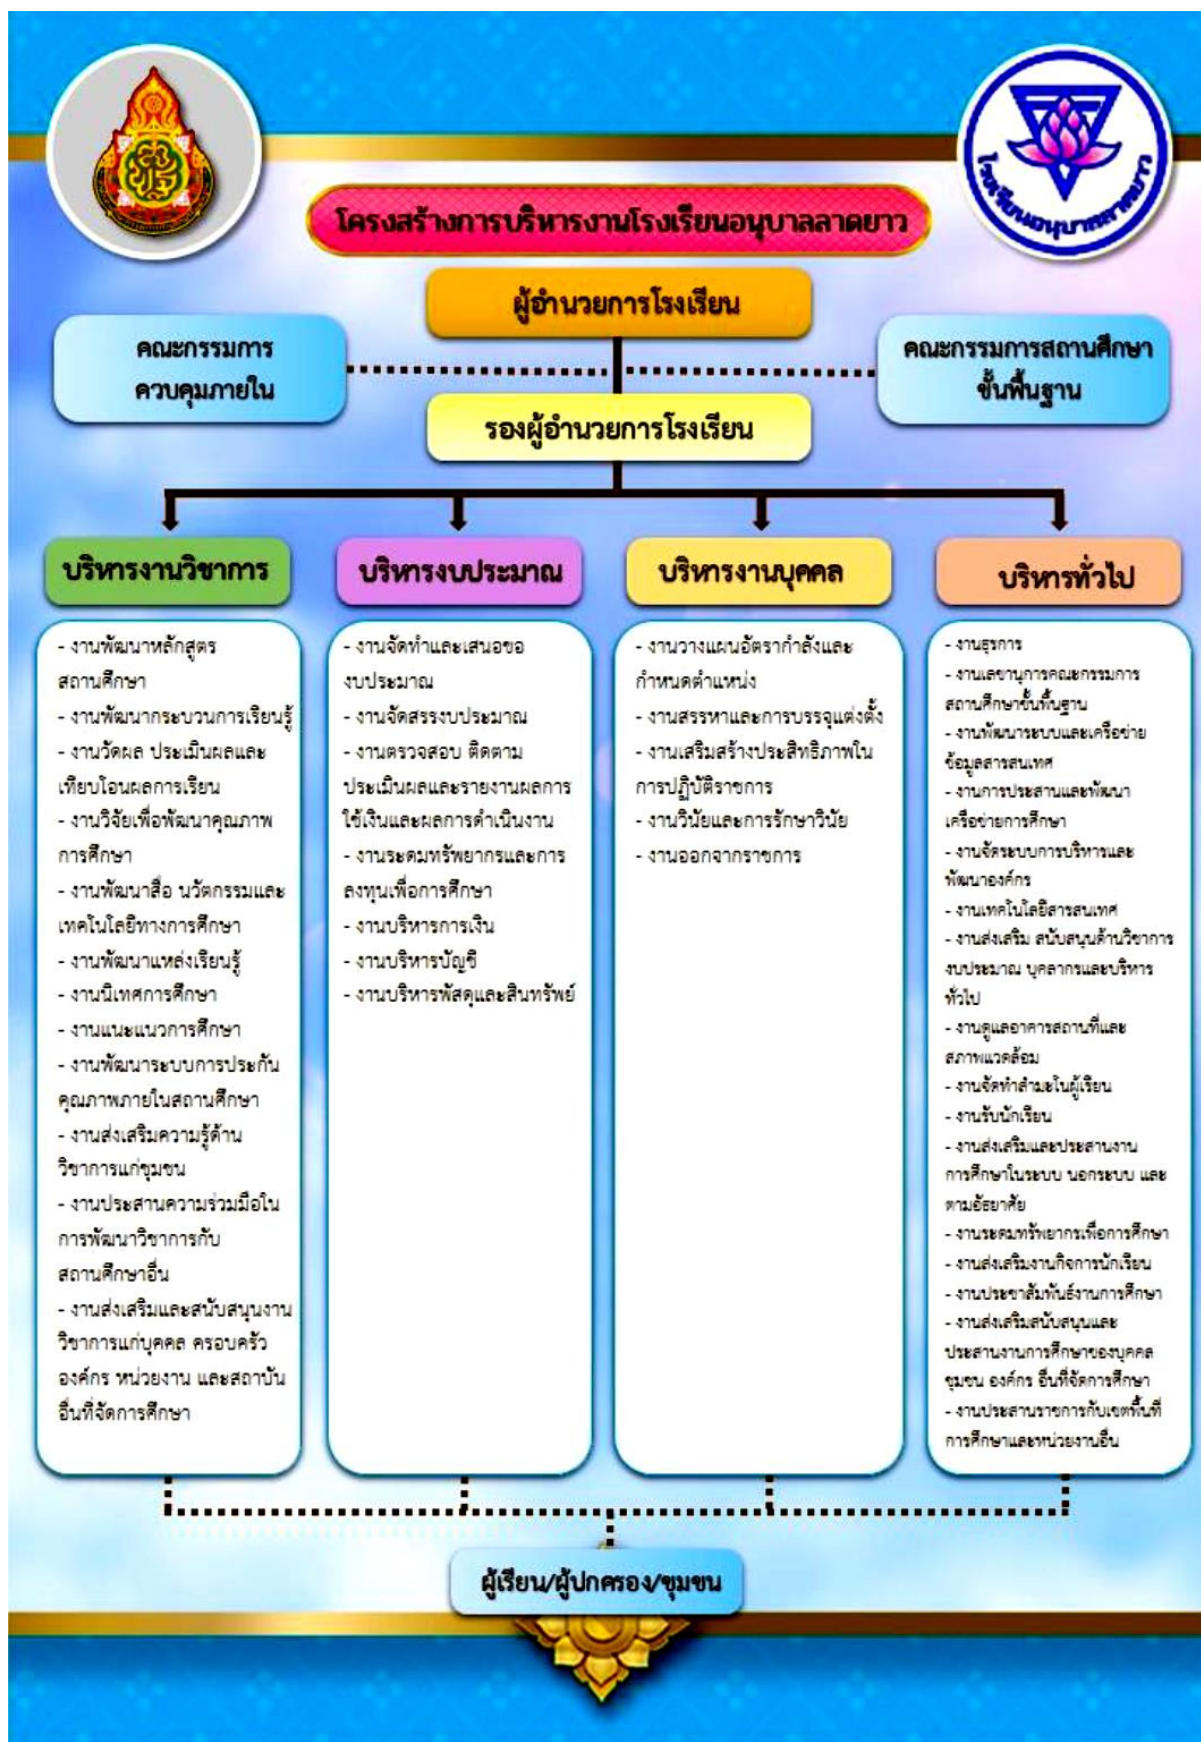 โรงเรียนอนุบาลลาดยาว
โครงสร้างการบริหารงานโรงเรียนอนุบาลลาดยาว
ผู้อำนวยการโรงเรียน
คณะกรรมการ
ควบคุมภายใน
คณะกรรมการสถานศึกษา
ขั้นพื้นฐาน
รองผู้อำนวยการโรงเรียน
บริหารงานวิชาการ
- งานพัฒนาหลักสูตร
สถานศึกษา
- งานพัฒนากระบวนการเรียนรู้
- งานวัดผล ประเมินผลและ
เทียบโอนผลการเรียน
- งานวิจัยเพื่อพัฒนาคุณภาพ
การศึกษา
- งานพัฒนาสื่อ นวัตกรรมและ
เทคโนโลยีทางการศึกษา
- งานพัฒนาแหล่งเรียนรู้
- งานนิเทศการศึกษา
- งานแนะแนวการศึกษา
- งานพัฒนาระบบการประกัน
คุณภาพภายในสถานศึกษา
- งานส่งเสริมความรู้ด้าน
วิชาการแก่ชุมชน
- งานประสานความร่วมมือใน
การพัฒนาวิชาการกับ
สถานศึกษาอื่น
- งานส่งเสริมและสนับสนุนงาน
วิชาการแก่บุคคล ครอบครัว
องค์กร หน่วยงาน และสถาบัน
อื่นที่จัดการศึกษา
บริหารงบประมาณ
- งานจัดทำและเสนอขอ
งบประมาณ
- งานจัดสรรงบประมาณ
- งานตรวจสอบ ติดตาม
ประเมินผลและรายงานผลการ
ใช้เงินและผลการดำเนินงาน
- งานระดมทรัพยากรและการ
ลงทุนเพื่อการศึกษา
- งานบริหารการเงิน
- งานบริหารบัญชี
- งานบริหารพัสดุและสินทรัพย์
บริหารงานบุคคล
- งานวางแผนอัตรากำลังและ
กำหนดตำแหน่ง
- งานสรรหาและการบรรจุแต่งตั้ง
- งานเสริมสร้างประสิทธิภาพใน
การปฏิบัติราชการ
- งานวินัยและการรักษาวินัย
- งานออกจากราชการ
บริหารทั่วไป
- งานธุรการ
- งานเลขานุการคณะกรรมการ
สถานศึกษาขั้นพื้นฐาน
- งานพัฒนาระบบและเครือข่าย
ข้อมูลสารสนเทศ
- งานการประสานและพัฒนา
เครือข่ายการศึกษา
- งานจัดระบบการบริหารและ
พัฒนาองค์กร
- งานเทคโนโลยีสารสนเทศ
- งานส่งเสริม สนับสนุนด้านวิชาการ
งบประมาณ บุคลากรและบริหาร
ทั่วไป
- งานดูแลอาคารสถานที่และ
สภาพแวดล้อม
- งานจัดทำสำมะโนผู้เรียน
- งานรับนักเรียน
- งานส่งเสริมและประสานงาน
การศึกษาในระบบ นอกระบบ และ
ตามอัธยาศัย
- งานระดมทรัพยากรเพื่อการศึกษา
- งานส่งเสริมงานกิจการนักเรียน
- งานประชาสัมพันธ์งานการศึกษา
- งานส่งเสริมสนับสนุนและ
ประสานงานการศึกษาของบุคคล
ชุมชน องค์กร อื่นที่จัดการศึกษา
- งานประสานราชการกับเขตพื้นที่
การศึกษาและหน่วยงานอื่น
ผู้เรียน/ผู้ปกครอง/ชุมชน